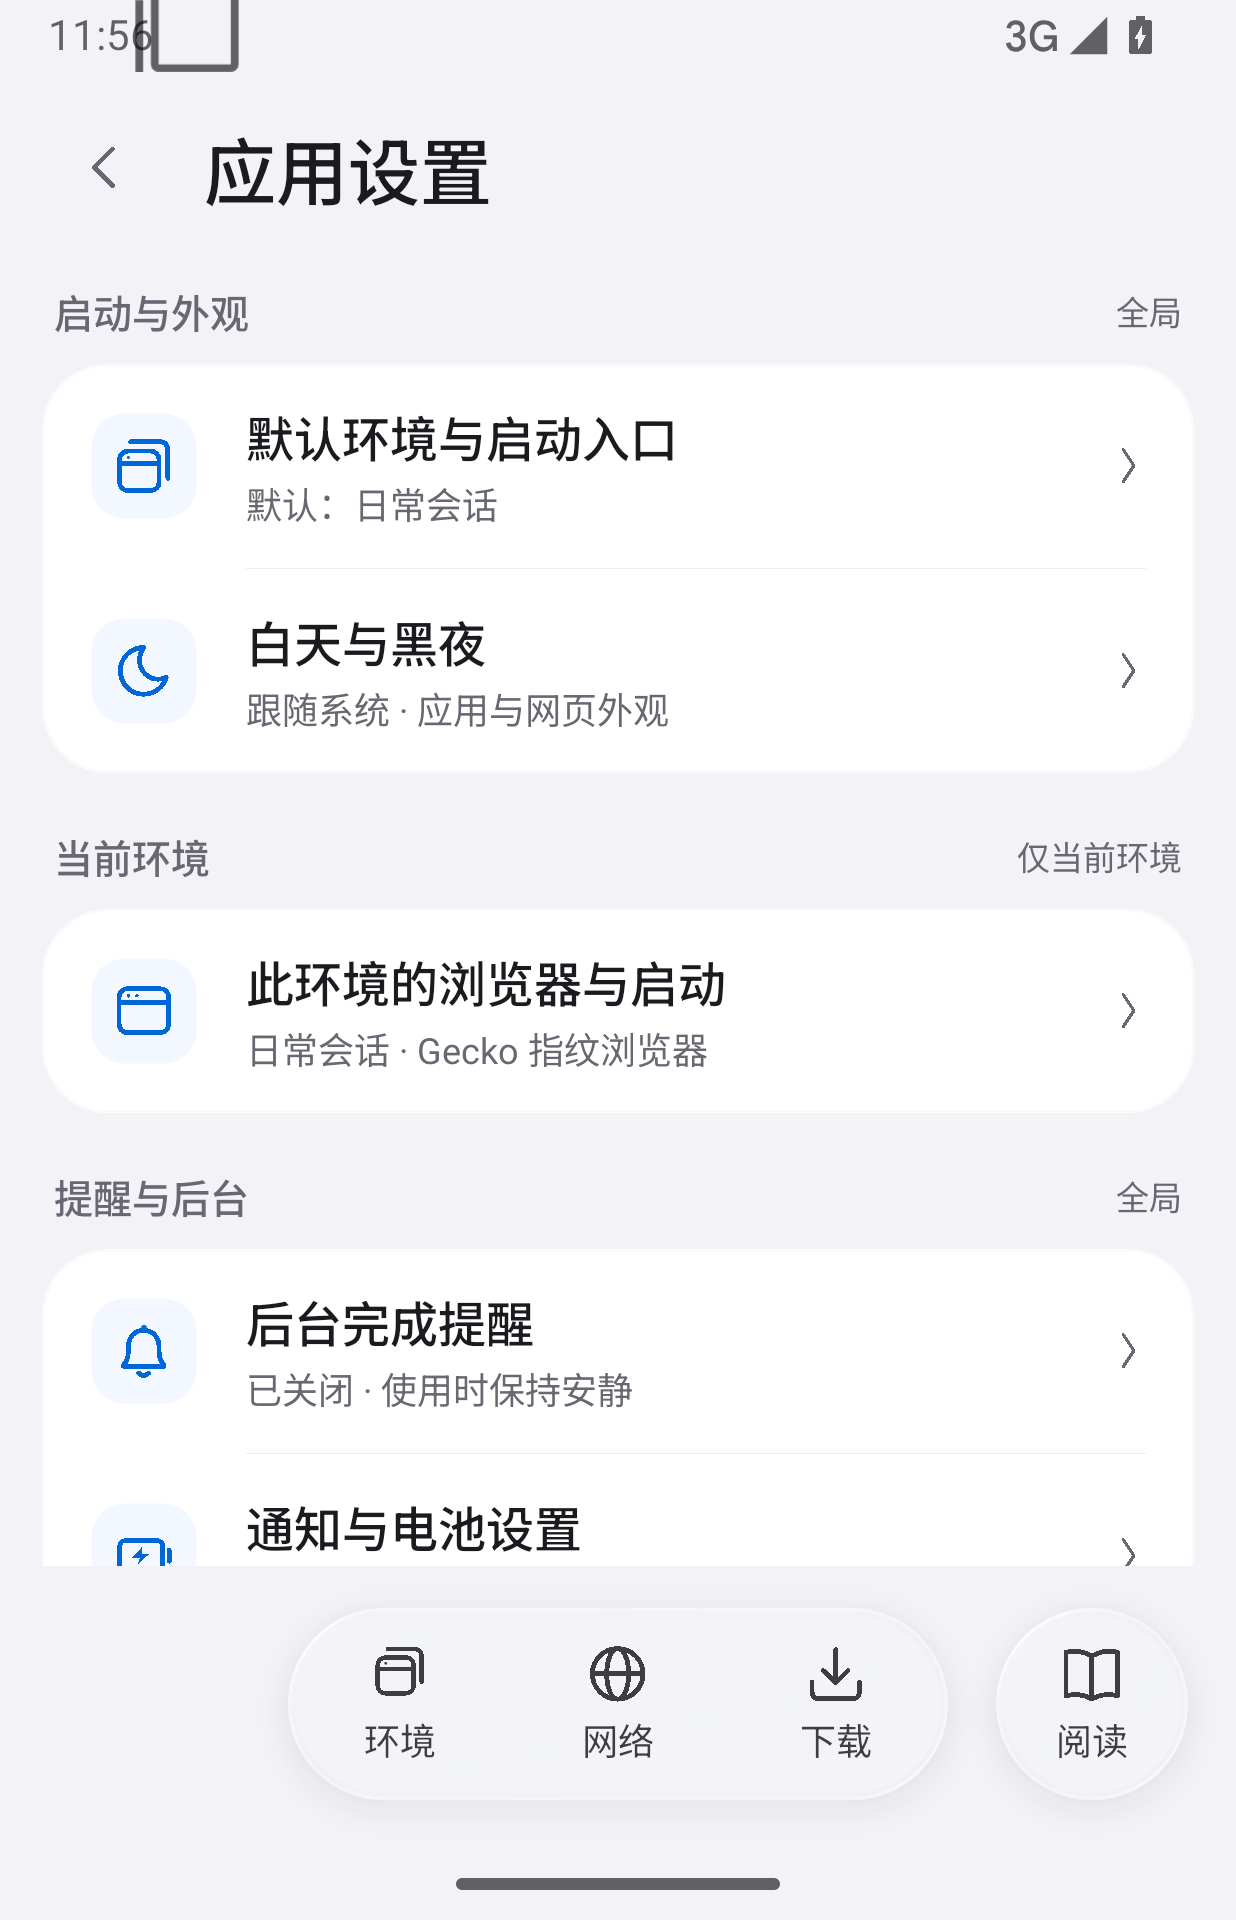 11:56
3G
应用设置
启动与外观
全局
默认环境与启动入口
默认：日常会话
白天与黑夜
跟随系统 · 应用与网页外观
当前环境
仅当前环境
此环境的浏览器与启动
日常会话 · Gecko 指纹浏览器
提醒与后台
全局
后台完成提醒
已关闭 · 使用时保持安静
通知与电池设置
环境
网络
下载
阅读